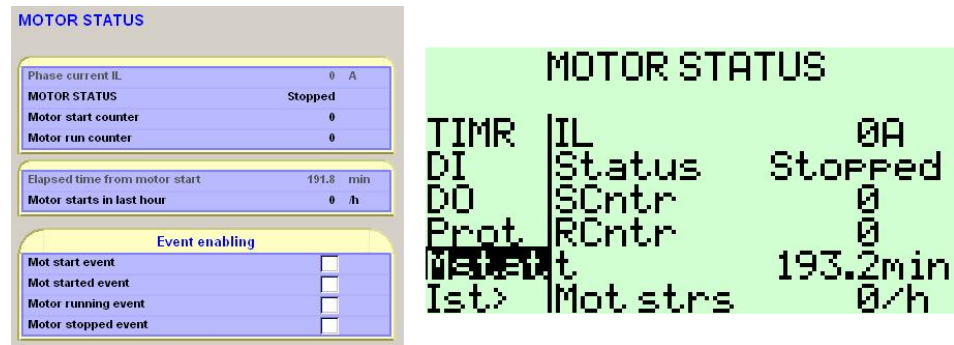 MOTOR STATUS
Phase current IL 0 A
MOTOR STATUS Stopped
Motor start counter 0
Motor run counter 0
Elapsed time from motor start 191.8 min
Motor starts in last hour 0 /h
Event enabling
Mot start event
Mot started event
Motor running event
Motor stopped event
MOTOR STATUS
TIMR IL 0A
DI Status Stopped
DO SCntr 0
Prot RCntr 0
Mstat t 193.2min
Ist> Mot strs 0/h